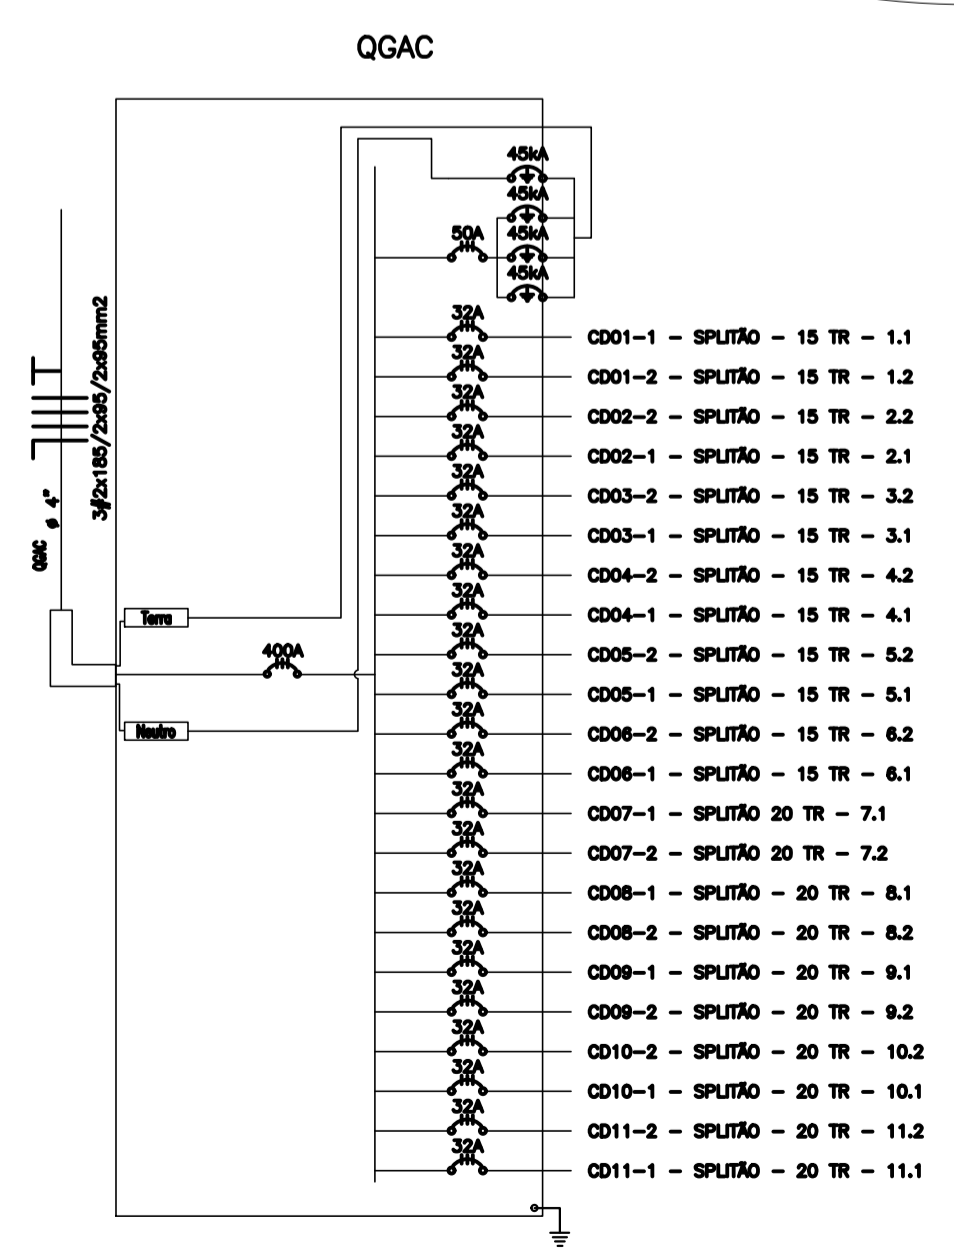 QGAC
45kA
45kA
50A
45kA
45kA
32A
CD01-1 - SPLITÃO - 15 TR - 1.1
32A
CD01-2 - SPLITÃO - 15 TR - 1.2
32A
CD02-2 - SPLITÃO - 15 TR - 2.2
32A
CD02-1 - SPLITÃO - 15 TR - 2.1
32A
CD03-2 - SPLITÃO - 15 TR - 3.2
32A
CD03-1 - SPLITÃO - 15 TR - 3.1
32A
CD04-2 - SPLITÃO - 15 TR - 4.2
32A
CD04-1 - SPLITÃO - 15 TR - 4.1
32A
CD05-2 - SPLITÃO - 15 TR - 5.2
32A
CD05-1 - SPLITÃO - 15 TR - 5.1
32A
CD06-2 - SPLITÃO - 15 TR - 6.2
32A
CD06-1 - SPLITÃO - 15 TR - 6.1
32A
CD07-1 - SPLITÃO 20 TR - 7.1
32A
CD07-2 - SPLITÃO 20 TR - 7.2
32A
CD08-1 - SPLITÃO - 20 TR - 8.1
32A
CD08-2 - SPLITÃO - 20 TR - 8.2
32A
CD09-1 - SPLITÃO - 20 TR - 9.1
32A
CD09-2 - SPLITÃO - 20 TR - 9.2
32A
CD10-2 - SPLITÃO - 20 TR - 10.2
32A
CD10-1 - SPLITÃO - 20 TR - 10.1
32A
CD11-2 - SPLITÃO - 20 TR - 11.2
32A
CD11-1 - SPLITÃO - 20 TR - 11.1
3#2x185/2x95/2x95mm2
QGAC ø 4"
Terra
400A
Neutro